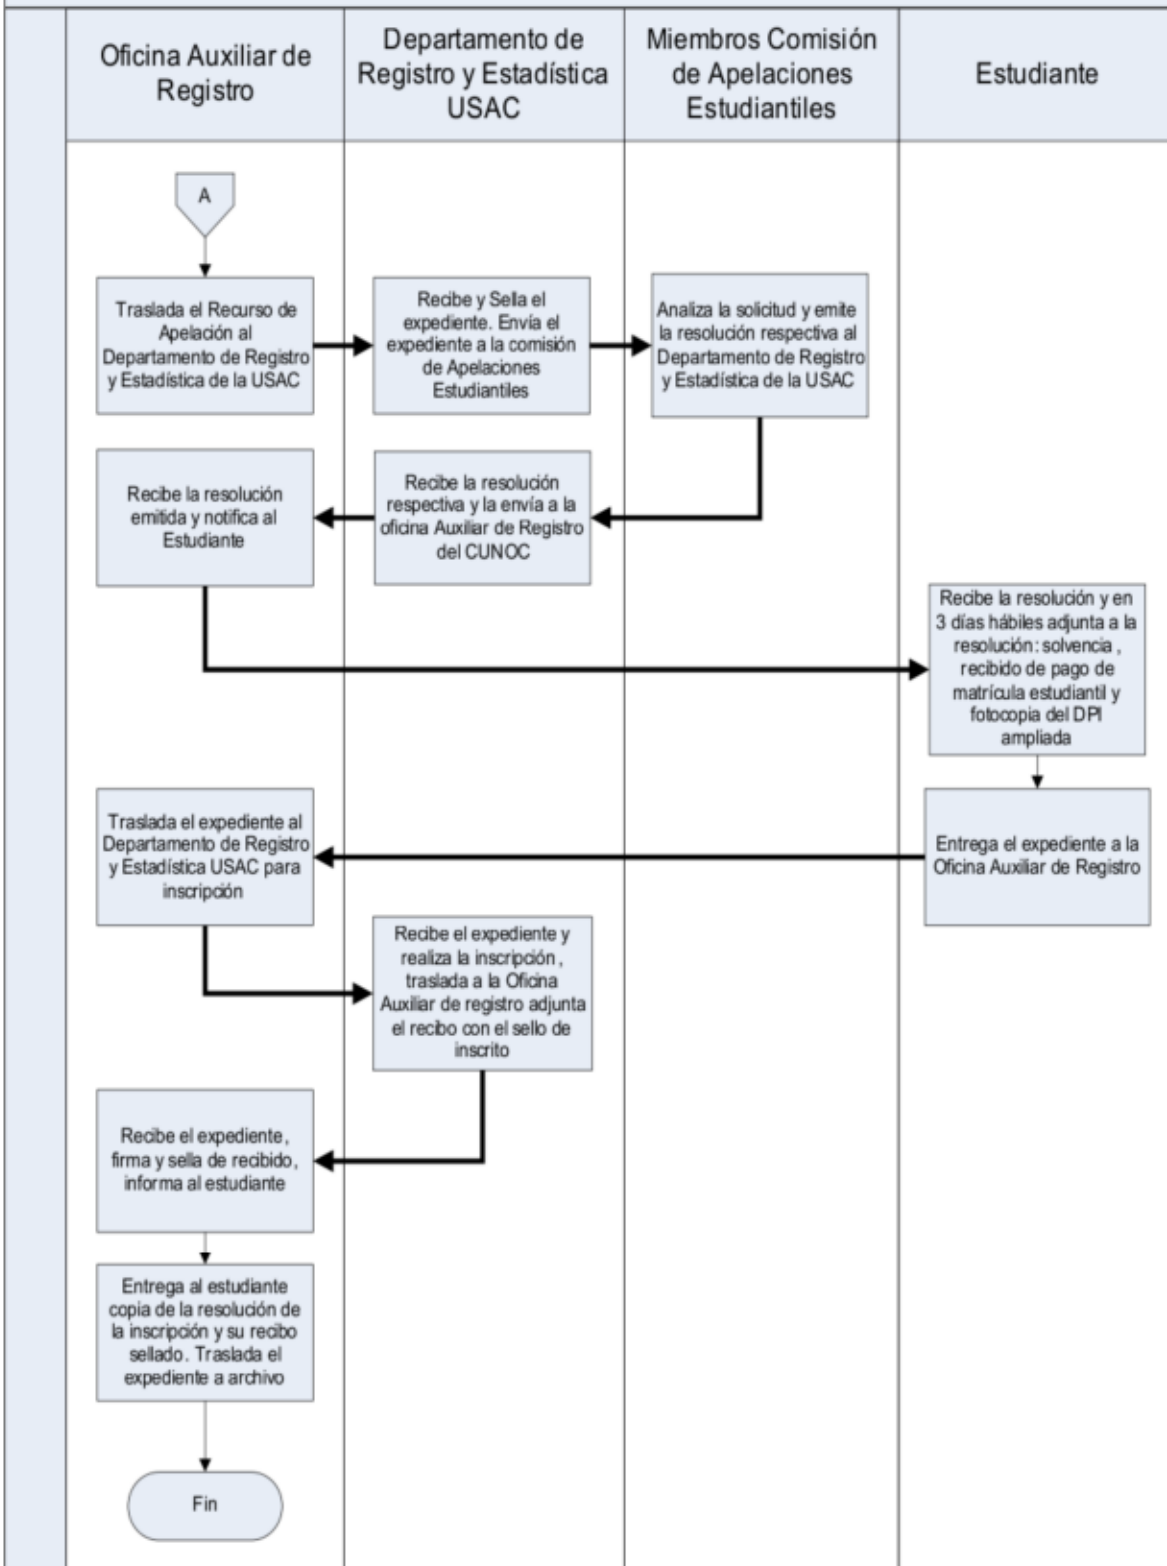 Oficina Auxiliar de
Registro
Departamento de
Registro y Estadística
USAC
Miembros Comisión
de Apelaciones
Estudiantiles
Estudiante
A
Traslada el Recurso de
Apelación al
Departamento de Registro
y Estadística de la USAC
Recibe y Sella el
expediente. Envía el
expediente a la comisión
de Apelaciones
Estudiantiles
Analiza la solicitud y emite
la resolución respectiva al
Departamento de Registro
y Estadística de la USAC
Recibe la resolución
emitida y notifica al
Estudiante
Recibe la resolución
respectiva y la envía a la
oficina Auxiliar de Registro
del CUNOC
Recibe la resolución y en
3 días hábiles adjunta a la
resolución: solvencia ,
recibido de pago de
matrícula estudiantil y
fotocopia del DPI
ampliada
Traslada el expediente al
Departamento de Registro
y Estadística USAC para
inscripción
Entrega el expediente a la
Oficina Auxiliar de Registro
Recibe el expediente y
realiza la inscripción ,
traslada a la Oficina
Auxiliar de registro adjunta
el recibo con el sello de
inscrito
Recibe el expediente ,
firma y sella de recibido ,
informa al estudiante
Entrega al estudiante
copia de la resolución de
la inscripción y su recibo
sellado. Traslada el
expediente a archivo
Fin